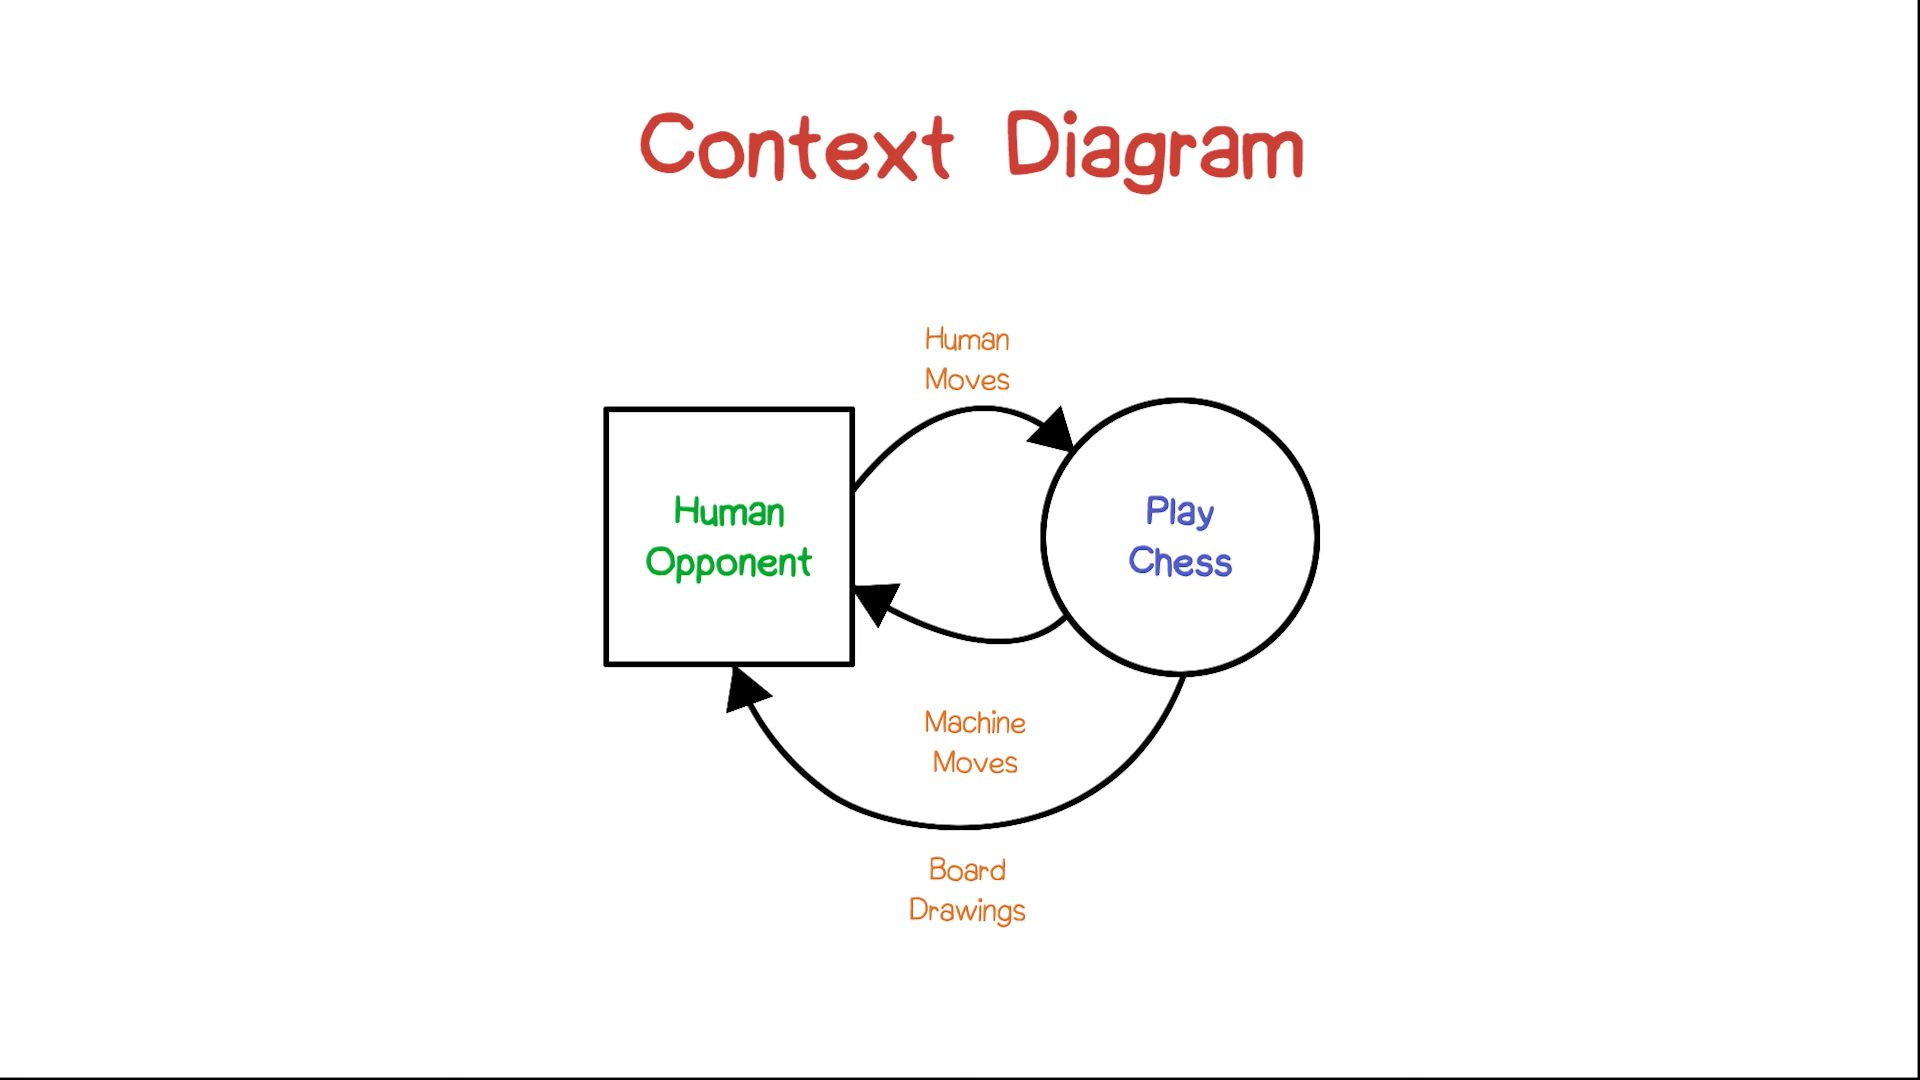 Context Diagram
Human
Moves
Human
Opponent
Play
Chess
Machine
Moves
Board
Drawings